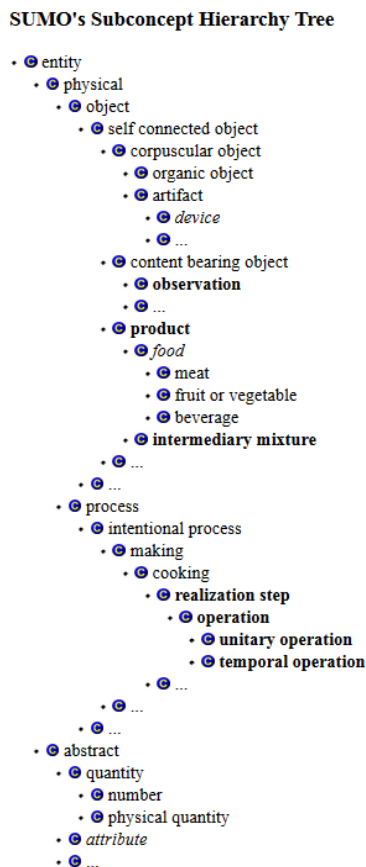 SUMO's Subconcept Hierarchy Tree
C entity
C physical
C object
C self connected object
C corpuscular object
C organic object
C artifact
C device
C ...
C content bearing object
C observation
C ...
C product
C food
C meat
C fruit or vegetable
C beverage
C intermediary mixture
C ...
C ...
C process
C intentional process
C making
C cooking
C realization step
C operation
C unitary operation
C temporal operation
C ...
C ...
C ...
C abstract
C quantity
C number
C physical quantity
C attribute
C ...